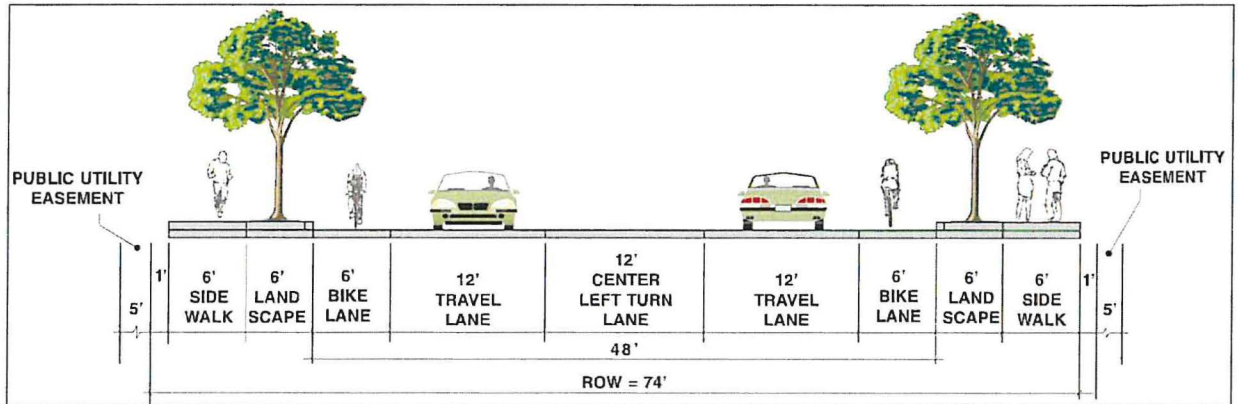 PUBLIC UTILITY
EASEMENT
PUBLIC UTILITY
EASEMENT
5'
1'
6'
SIDE
WALK
6'
LAND
SCAPE
6'
BIKE
LANE
12'
TRAVEL
LANE
12'
CENTER
LEFT TURN
LANE
12'
TRAVEL
LANE
6'
BIKE
LANE
6'
LAND
SCAPE
6'
SIDE
WALK
1'
5'
48'
ROW = 74'